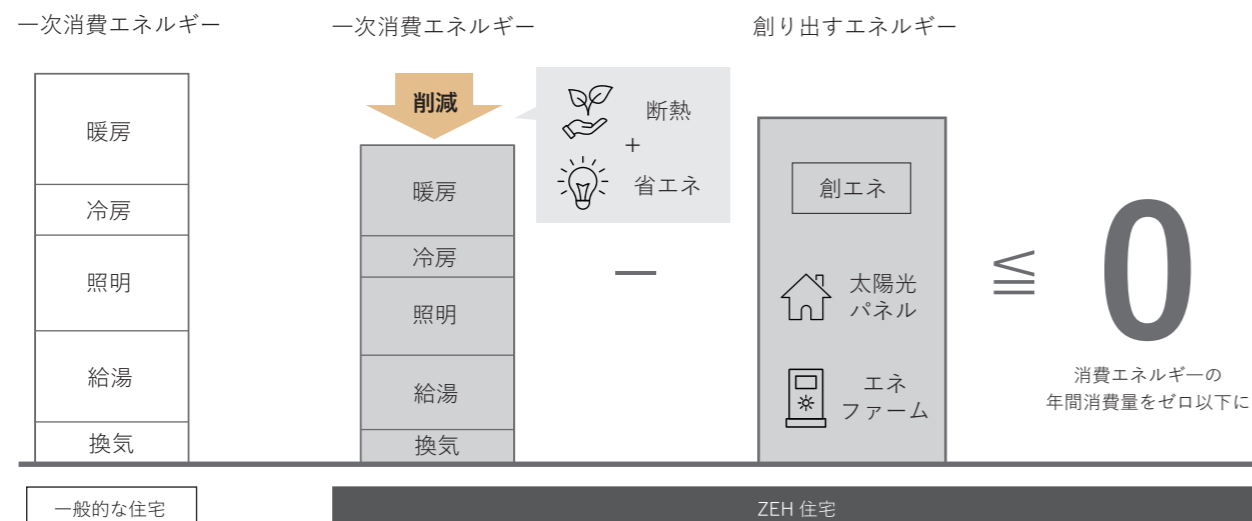 一次消費エネルギー
暖房
冷房
照明
給湯
換気
一般的な住宅
一次消費エネルギー
削減
断熱
+
省エネ
暖房
冷房
照明
給湯
換気
—
創り出すエネルギー
創エネ
太陽光
パネル
エネ
ファーム
≦
0
消費エネルギーの
年間消費量をゼロ以下に
ZEH 住宅